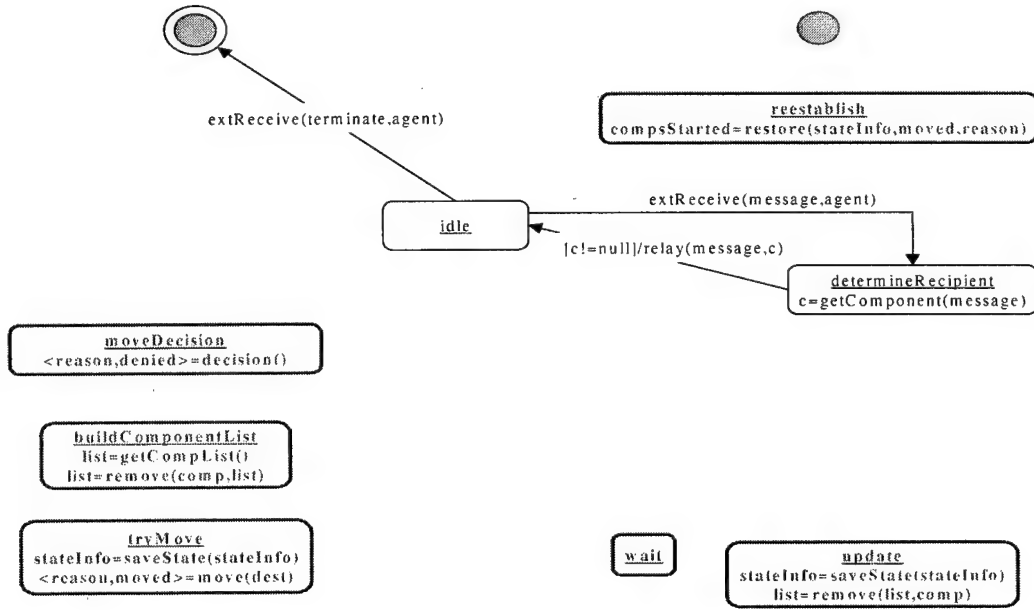 extReceive(terminate,agent)
reestablish
compsStarted=restore(stateInfo,moved,reason)
extReceive(message,agent)
idle
[c!=null]/relay(message,c)
determineRecipient
c=getComponent(message)
moveDecision
<reason,denied>=decision()
buildComponentList
list=getCompList()
list=remove(comp,list)
tryMove
stateInfo=saveState(stateInfo)
<reason,moved>=move(dest)
wait
update
stateInfo=saveState(stateInfo)
list=remove(list,comp)